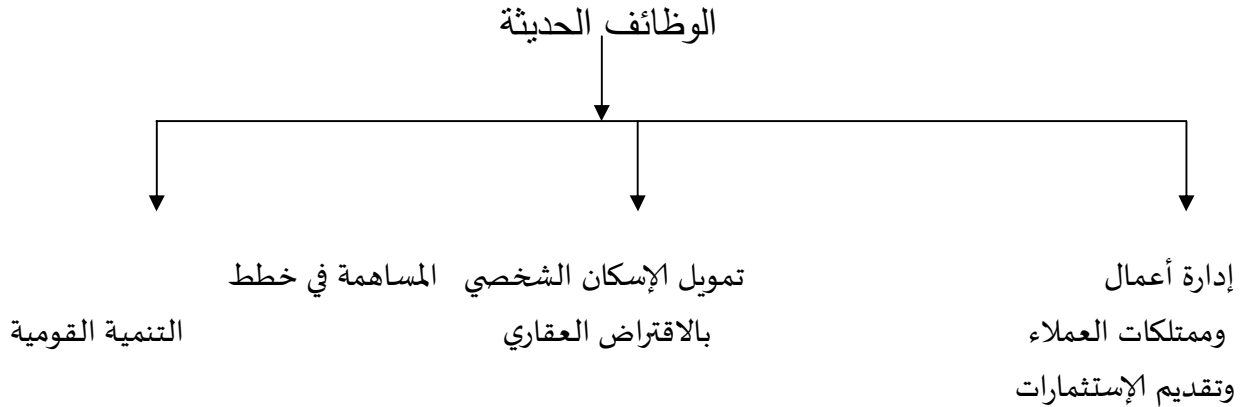 الوظائف الحديثة
إدارة أعمال
وممتلكات العملاء
وتقديم الإستثمارات
تمويل الإسكان الشخصي
بالاقتراض العقاري
المساهمة في خطط
التنمية القومية